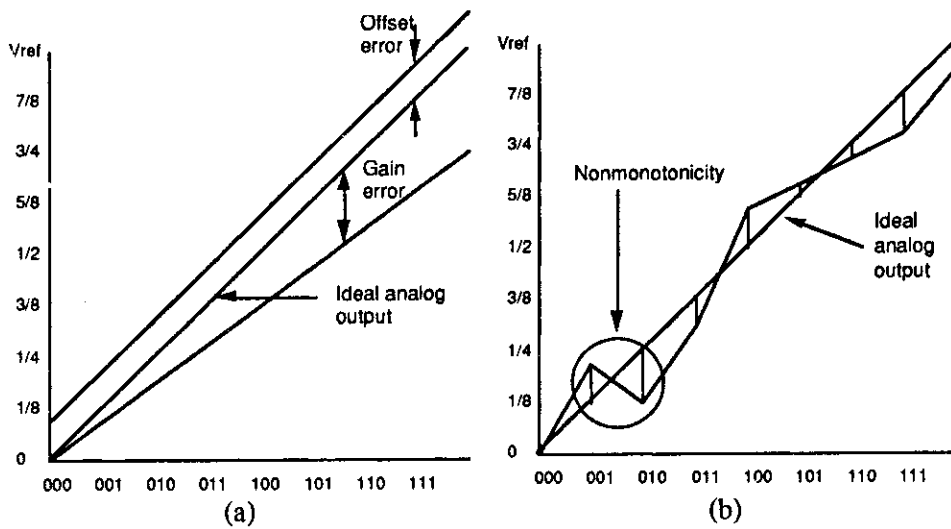 Offset
error
Vref
7/8
3/4
5/8
1/2
3/8
1/4
1/8
0
Gain
error
Ideal analog
output
000 001 010 011 100 101 110 111
(a)
Vref
7/8
3/4
5/8
1/2
3/8
1/4
1/8
0
Nonmonotonicity
Ideal
analog
output
000 001 010 011 100 101 110 111
(b)